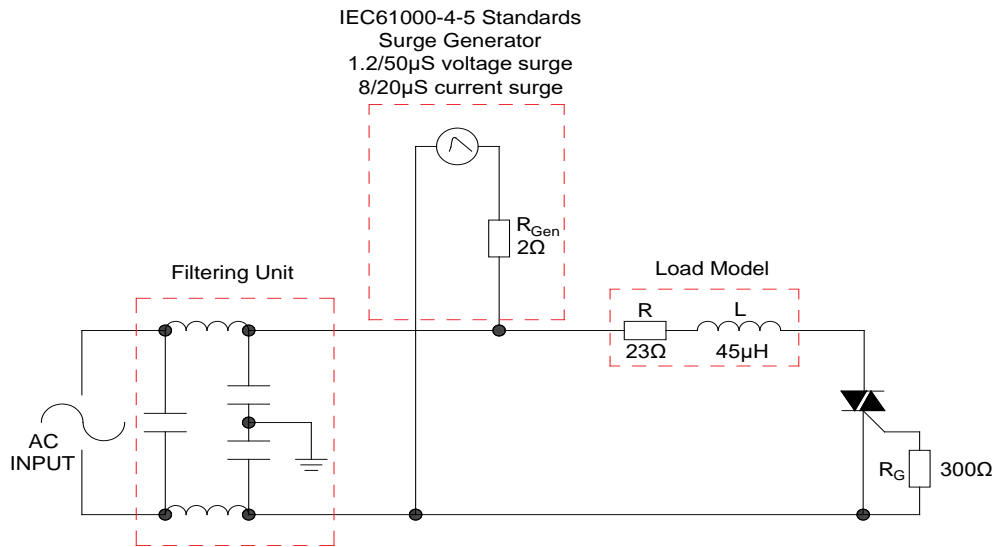 IEC61000-4-5 Standards
Surge Generator
1.2/50µS voltage surge
8/20µS current surge
RGen
2Ω
Filtering Unit
Load Model
R
L
23Ω
45µH
AC
INPUT
RG
300Ω